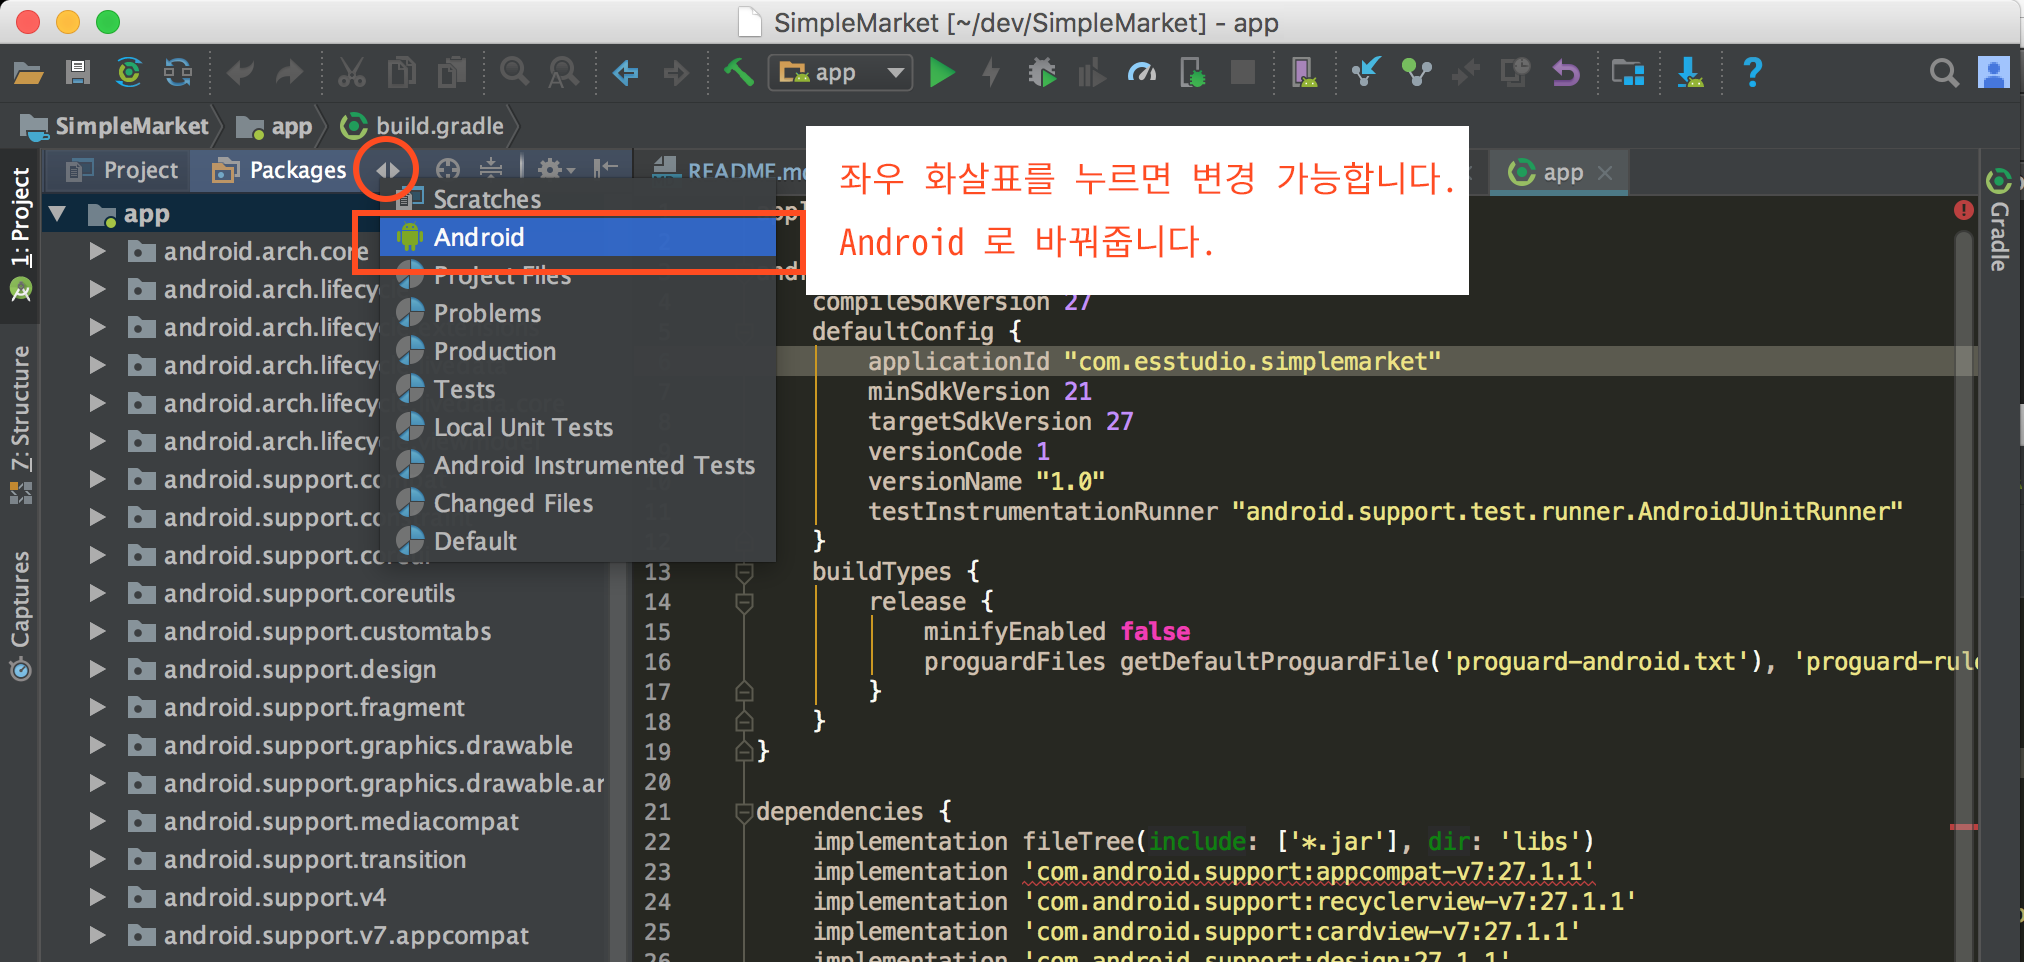 SimpleMarket [~/dev/SimpleMarket] - app
app
SimpleMarket
app
build.gradle
Project
Packages
README.m
app
좌우 화살표를 누르면 변경 가능합니다.
Android 로 바꿔줍니다.
1: Project
7: Structure
Captures
Gradle
app
android.arch.core
android.arch.lifecy
android.arch.lifecy
android.arch.lifecy
android.arch.lifecy
android.arch.lifecy
android.support.co
android.support.co
android.support.coreui
android.support.coreutils
android.support.customtabs
android.support.design
android.support.fragment
android.support.graphics.drawable
android.support.graphics.drawable.ar
android.support.mediacompat
android.support.transition
android.support.v4
android.support.v7.appcompat
Scratches
Android
Project Files
Problems
Production
Tests
Local Unit Tests
Android Instrumented Tests
Changed Files
Default
compileSdkVersion 27
defaultConfig {
applicationId "com.esstudio.simplemarket"
minSdkVersion 21
targetSdkVersion 27
versionCode 1
versionName "1.0"
testInstrumentationRunner "android.support.test.runner.AndroidJUnitRunner"
}
13 buildTypes {
14 release {
15 minifyEnabled false
16 proguardFiles getDefaultProguardFile('proguard-android.txt'), 'proguard-rul
17 }
18 }
19 }
20
21 dependencies {
22 implementation fileTree(include: ['*.jar'], dir: 'libs')
23 implementation 'com.android.support:appcompat-v7:27.1.1'
24 implementation 'com.android.support:recyclerview-v7:27.1.1'
25 implementation 'com.android.support:cardview-v7:27.1.1'
26 implementation 'com.android.support:design:27.1.1'